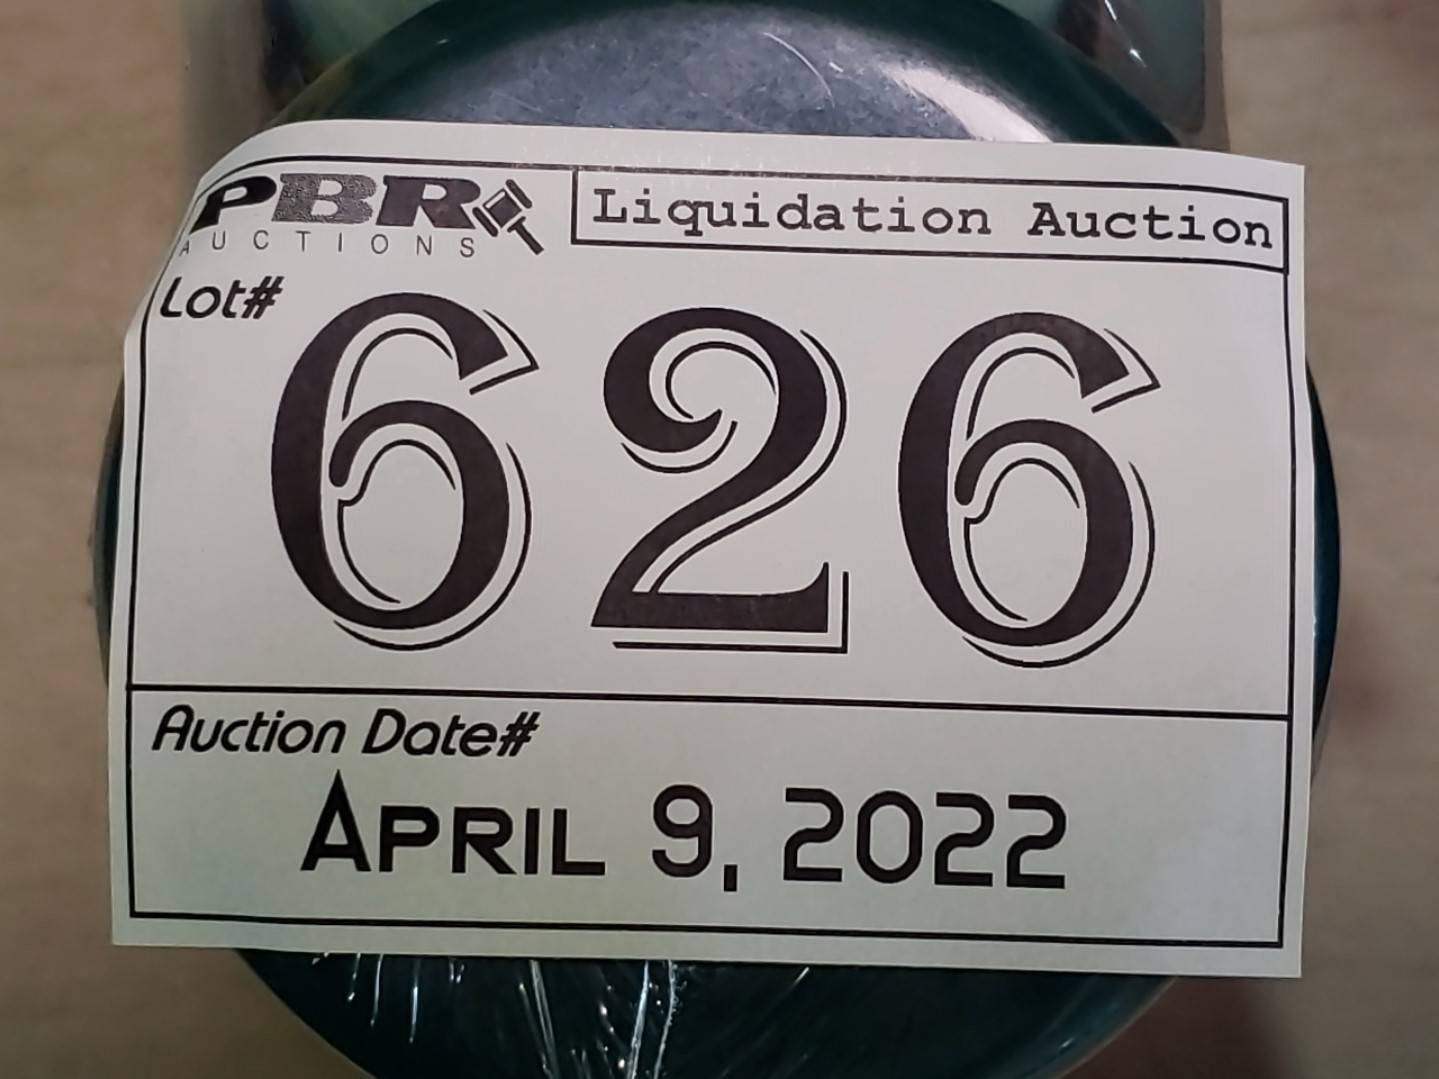 PBR
AUCTIONS
Liquidation Auction
Lot#
626
Auction Date#
APRIL 9, 2022